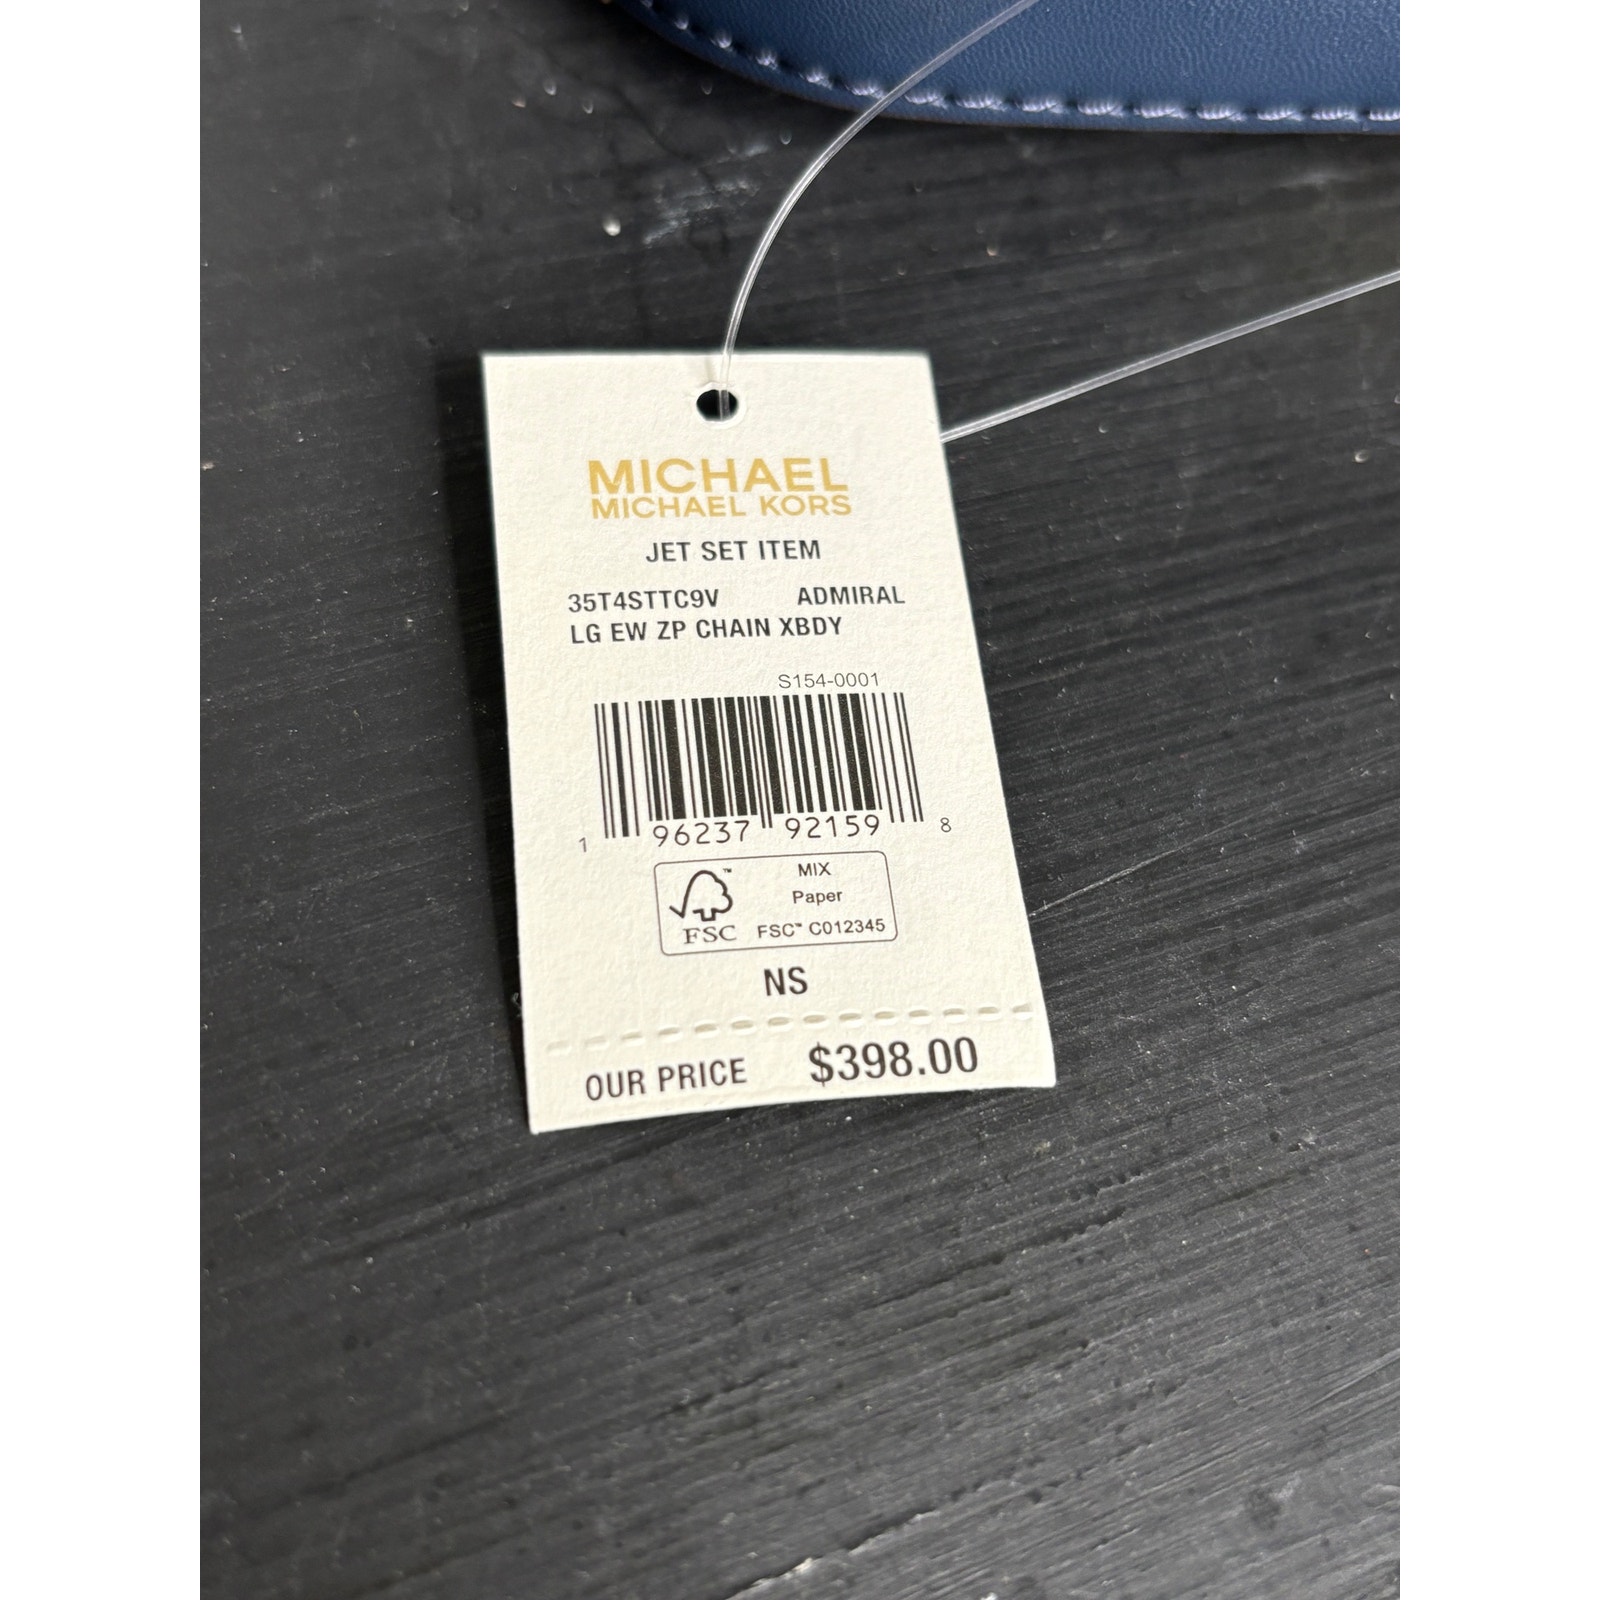 MICHAEL
MICHAEL KORS
JET SET ITEM
35T4STTC9V ADMIRAL
LG EW ZP CHAIN XBDY
S154-0001
1 96237 92159 8
FSC™
MIX
Paper
FSC™ C012345
NS
OUR PRICE $398.00